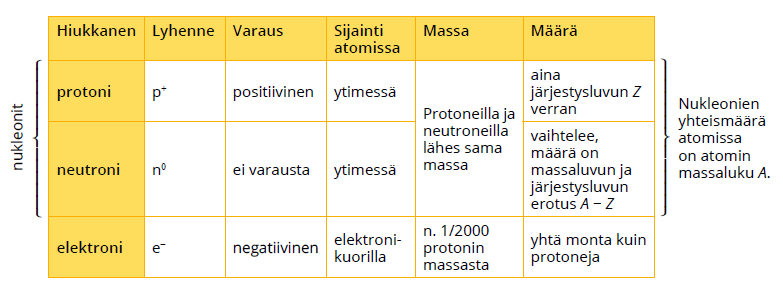 Hiukkanen Lyhenne Varaus Sijainti atomissa Massa Määrä
nukleonit
protoni p⁺ positiivinen ytimessä
aina
järjestysluvun Z
verran
Protoneilla ja
neutroneilla
lähes sama
massa
neutroni n⁰ ei varausta ytimessä
vaihtelee,
määrä on
massaluvun ja
järjestysluvun
erotus A − Z
Nukleonien
yhteismäärä
atomissa
on atomin
massaluku A.
elektroni e⁻ negatiivinen
elektroni-
kuorilla
n. 1/2000
protonin
massasta
yhtä monta kuin
protoneja